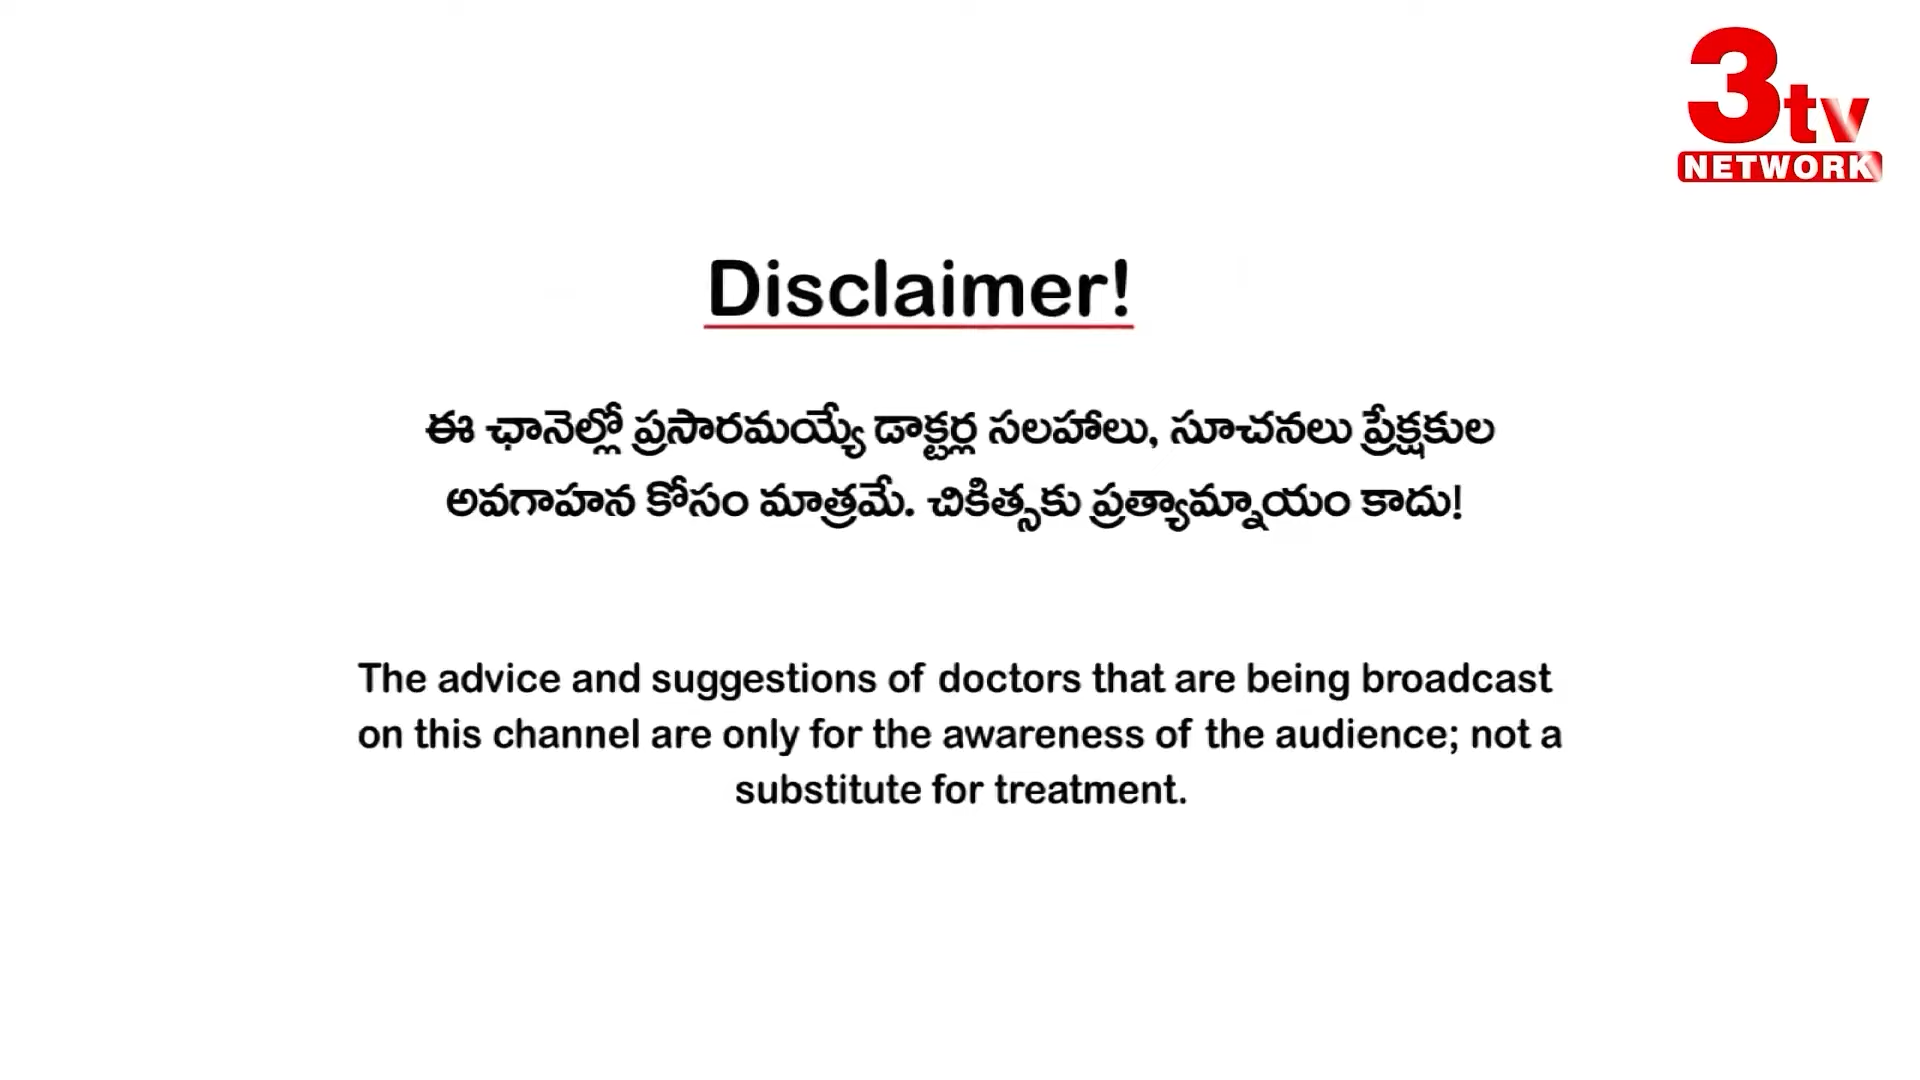 3tv
NETWORK
Disclaimer!
ఈ ఛానెల్లో ప్రసారమయ్యే డాక్టర్ల సలహాలు, సూచనలు ప్రేక్షకుల
అవగాహన కోసం మాత్రమే. చికిత్సకు ప్రత్యామ్నాయం కాదు!
The advice and suggestions of doctors that are being broadcast
on this channel are only for the awareness of the audience; not a
substitute for treatment.